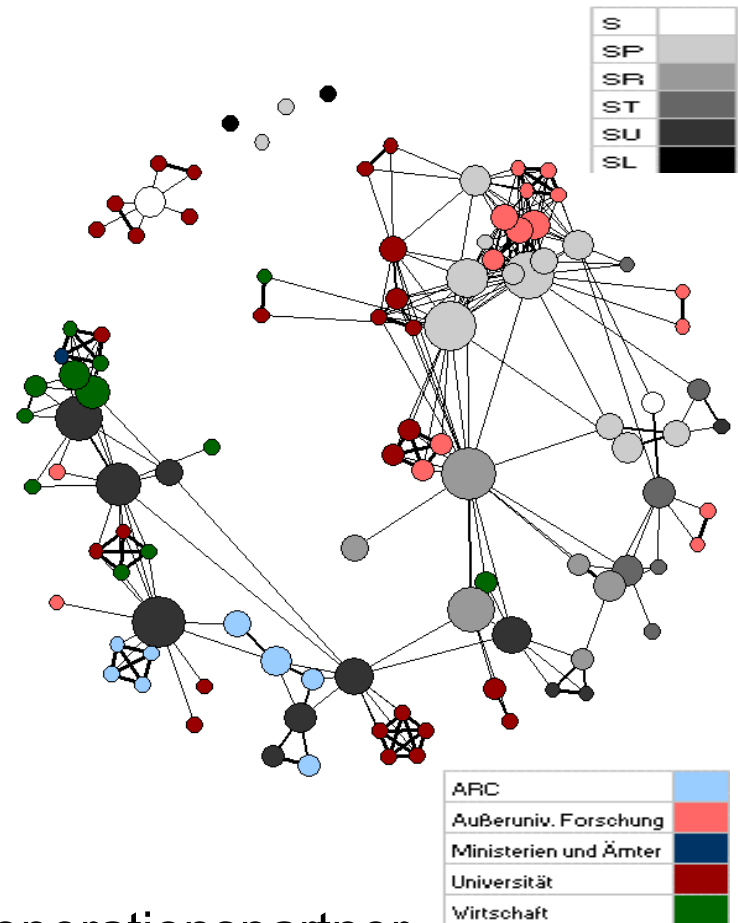 S
SP
SR
ST
SU
SL
ARC
Außeruniv. Forschung
Ministerien und Ämter
Universität
Wirtschaft